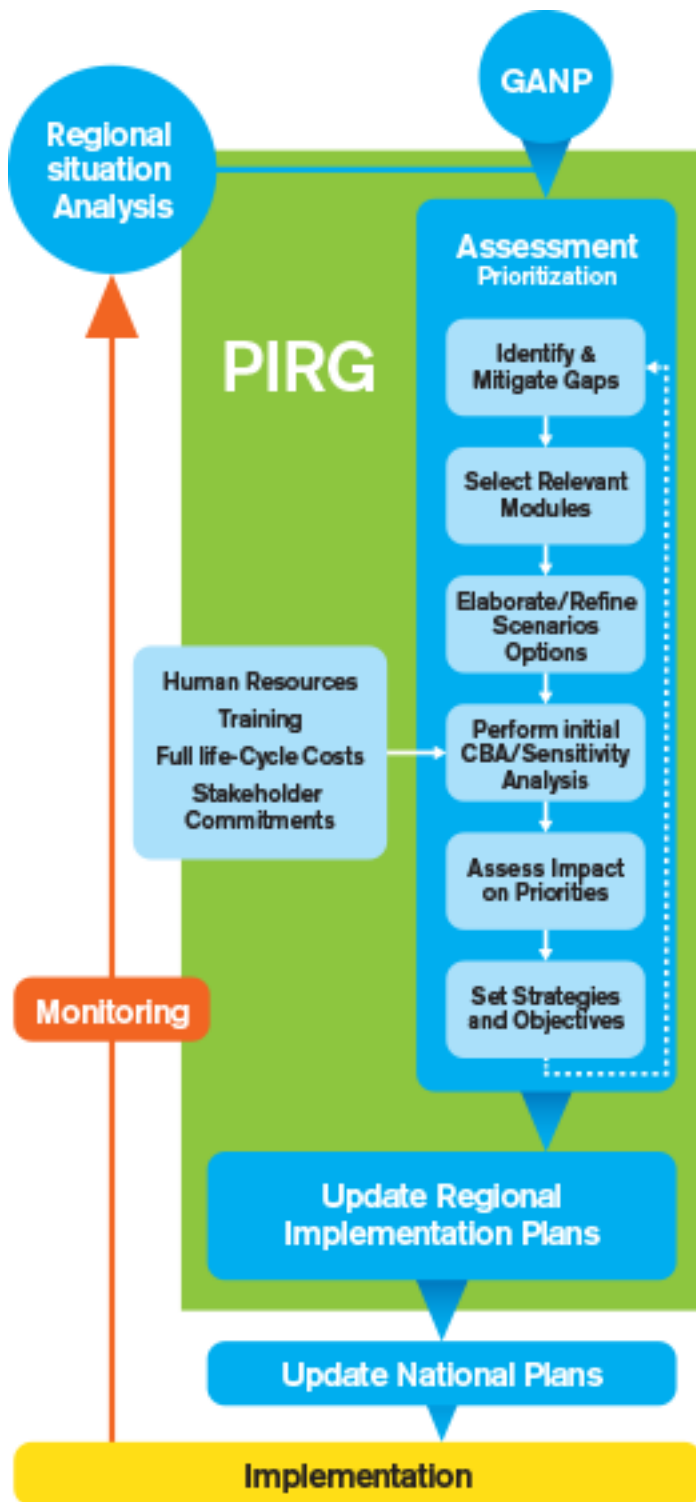 GANP
Regional
situation
Analysis
Assessment
Prioritization
PIRG
Identify &
Mitigate Gaps
Select Relevant
Modules
Elaborate/Refine
Scenarios
Options
Human Resources
Training
Full life-Cycle Costs
Stakeholder
Commitments
Perform initial
CBA/Sensitivity
Analysis
Assess Impact
on Priorities
Set Strategies
and Objectives
Monitoring
Update Regional
Implementation Plans
Update National Plans
Implementation